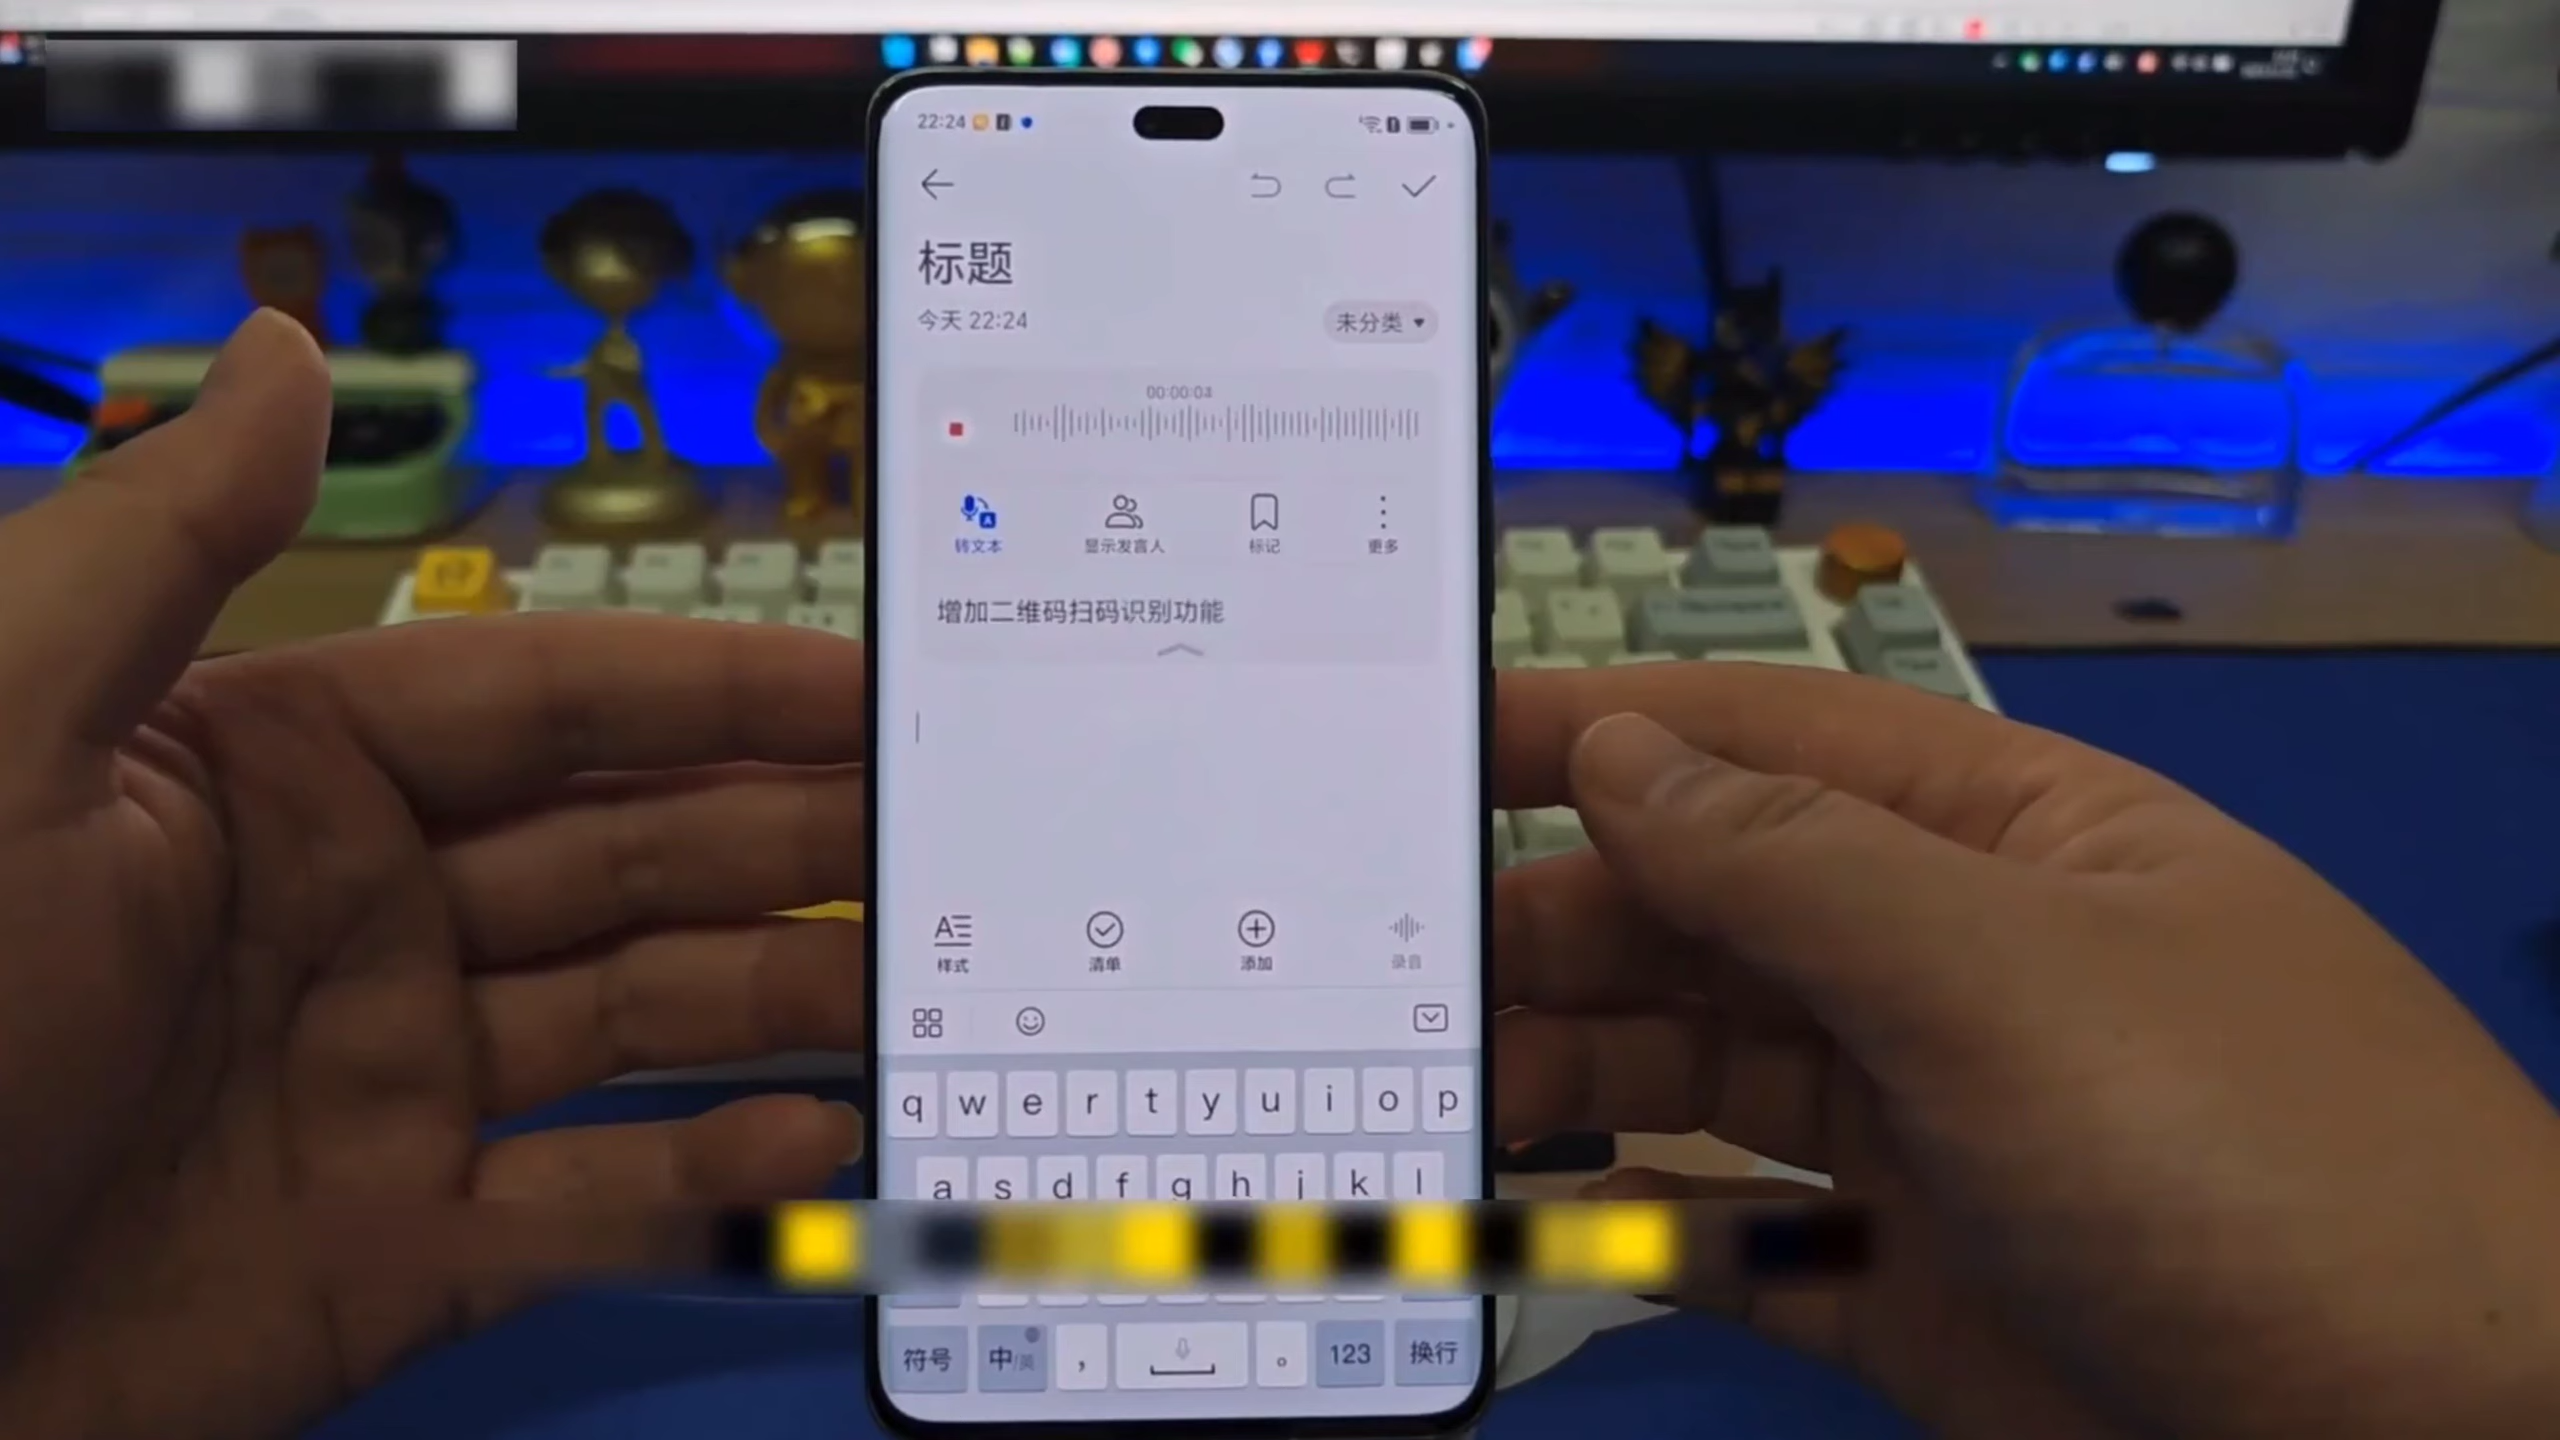 22:24
标题
今天 22:24
未分类
00:00:04
转文本 显示发言人 标记 更多
增加二维码扫码识别功能
样式 清单 添加 录音
q w e r t y u i o p
a s d f g h j k l
符号 中/英 ， 。 123 换行